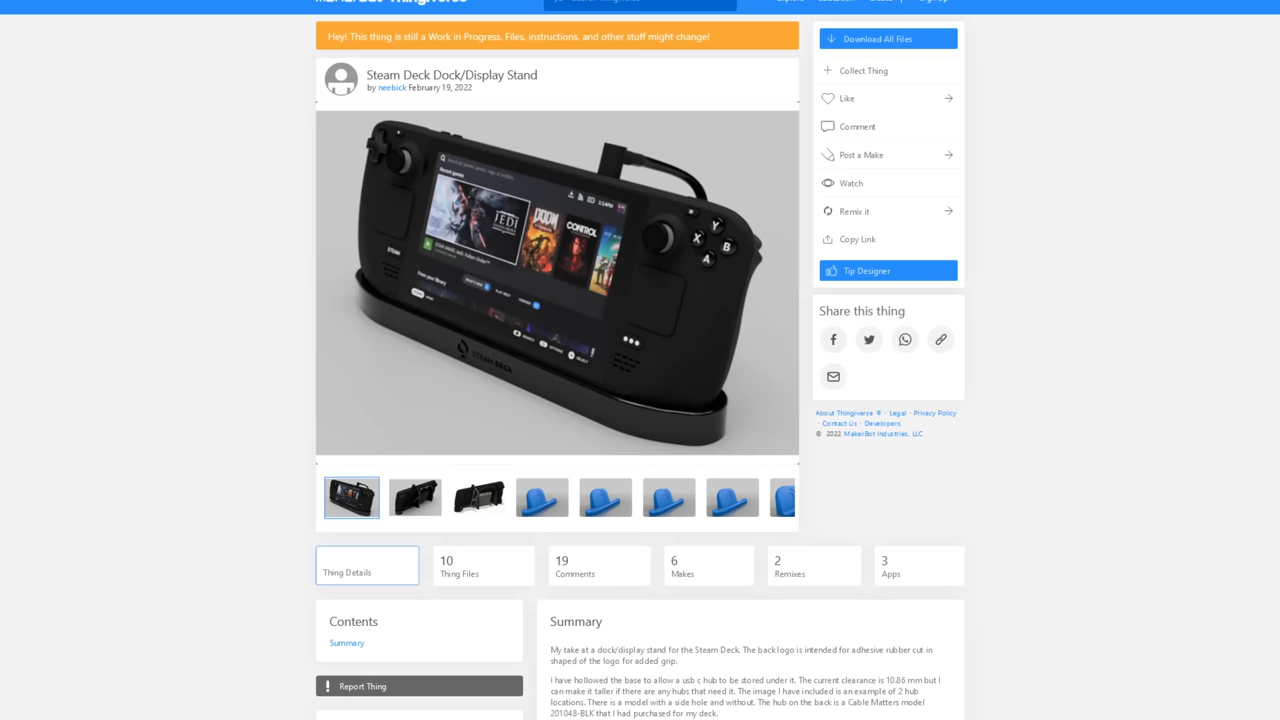 Hey! This thing is still a Work in Progress. Files, instructions, and other stuff might change!
Steam Deck Dock/Display Stand
by neebick February 19, 2022
Recent games
JEDI
DOOM
CONTROL
STEAM
X
Y
B
A
STEAM DECK
Download All Files
Collect Thing
Like
Comment
Post a Make
Watch
Remix it
Copy Link
Tip Designer
Share this thing
About Thingiverse ® · Legal · Privacy Policy
· Contact Us · Developers
© 2022 MakerBot Industries, LLC
Thing Details
10
Thing Files
19
Comments
6
Makes
2
Remixes
3
Apps
Contents
Summary
Report Thing
Summary
My take at a dock/display stand for the Steam Deck. The back logo is intended for adhesive rubber cut in
shaped of the logo for added grip.
I have hollowed the base to allow a usb c hub to be stored under it. The current clearance is 10.86 mm but I
can make it taller if there are any hubs that need it. The image I have included is an example of 2 hub
locations. There is a model with a side hole and without. The hub on the back is a Cable Matters model
201048-BLK that I had purchased for my deck.